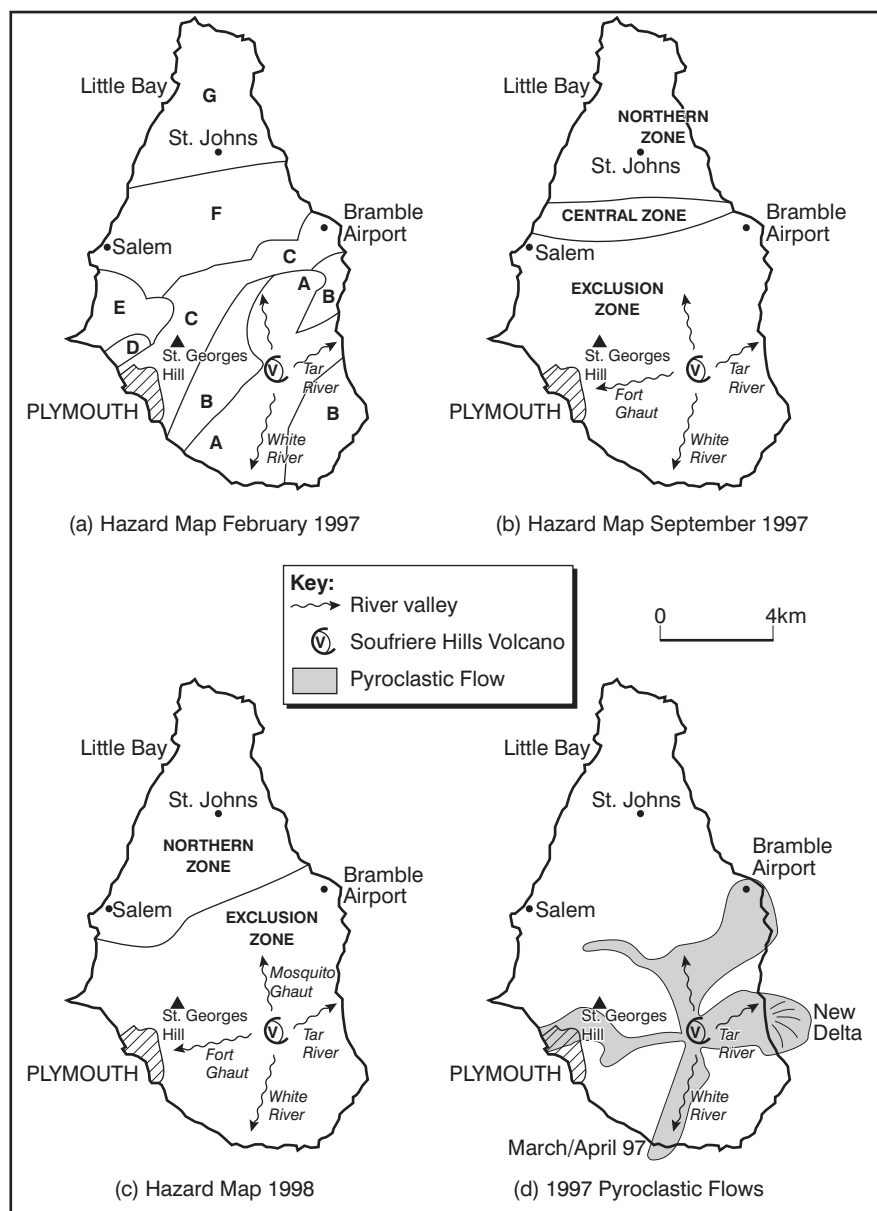 Little Bay
G
St. Johns
F
Bramble
Airport
Salem
C
A
B
E
C
D
St. Georges
Hill
V
Tar
River
PLYMOUTH
B
B
A
White
River
(a) Hazard Map February 1997
Little Bay
NORTHERN
ZONE
St. Johns
CENTRAL ZONE
Bramble
Airport
Salem
EXCLUSION
ZONE
St. Georges
Hill
V
Tar
River
Fort
Ghaut
PLYMOUTH
White
River
(b) Hazard Map September 1997
Key:
River valley
V
Soufriere Hills Volcano
Pyroclastic Flow
0 4km
Little Bay
St. Johns
NORTHERN
ZONE
Bramble
Airport
Salem
EXCLUSION
ZONE
Mosquito
Ghaut
St. Georges
Hill
V
Tar
River
Fort
Ghaut
PLYMOUTH
White
River
(c) Hazard Map 1998
Little Bay
St. Johns
Bramble
Airport
Salem
St. Georges
Hill
V
Tar
River
New
Delta
PLYMOUTH
White
River
March/April 97
(d) 1997 Pyroclastic Flows